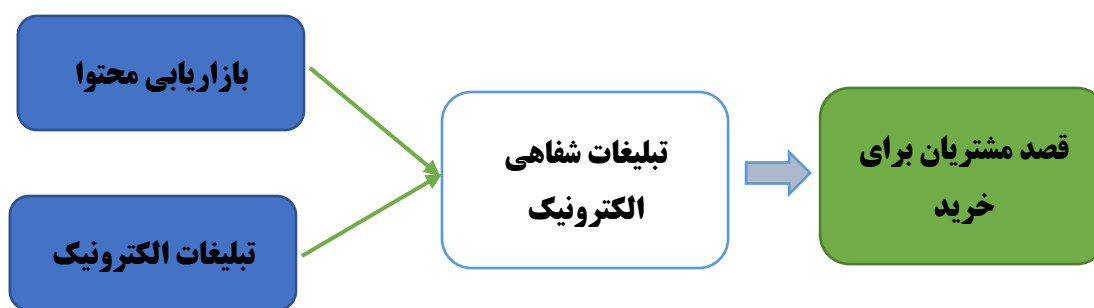 بازاریابی محتوا
تبلیغات الکترونیک
تبلیغات شفاهی
الکترونیک
قصد مشتریان برای
خرید